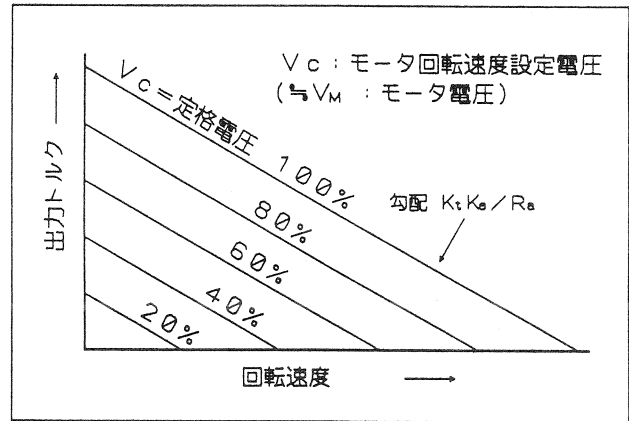 Vc：モータ回転速度設定電圧
(≒VM ：モータ電圧)
Vc＝定格電圧 100%
80%
60%
40%
20%
勾配 KtKe／Ra
出力トルク
回転速度